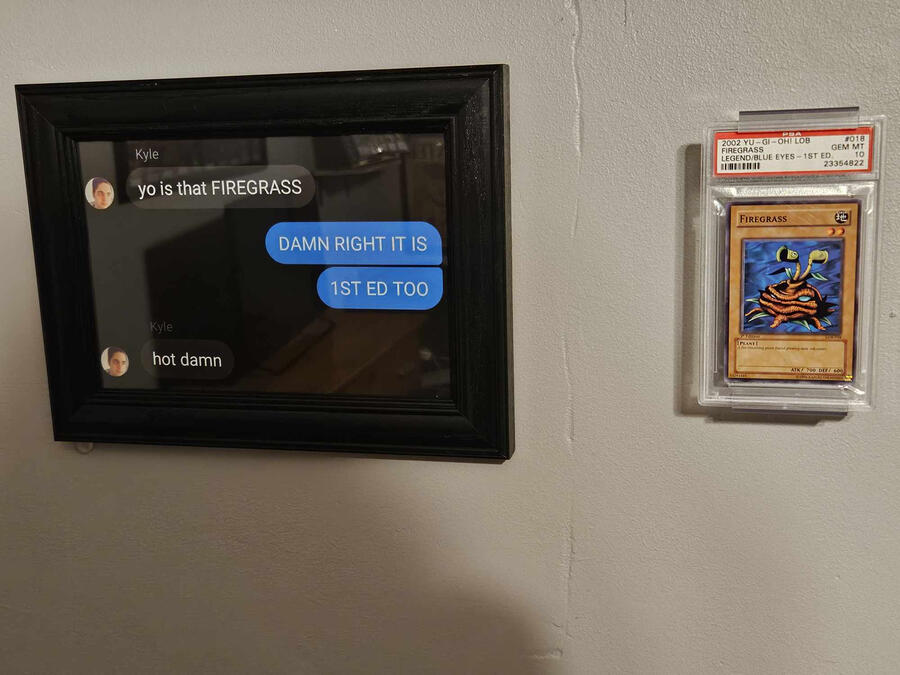 Kyle
yo is that FIREGRASS
DAMN RIGHT IT IS
1ST ED TOO
Kyle
hot damn
PSA
2002 YU-GI-OH! LOB #018
FIREGRASS GEM MT
LEGEND/BLUE EYES-1ST ED. 10
23354822
FIREGRASS
1st Edition
[PLANT]
ATK/ 700 DEF/ 600